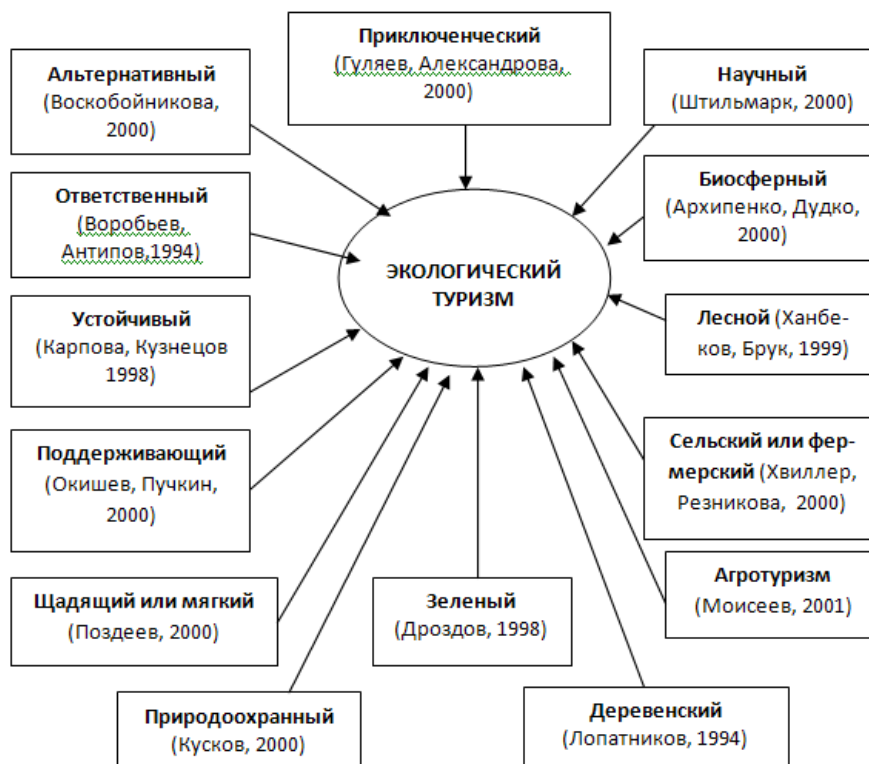 Приключенческий
(Гуляев, Александрова,
2000)
Альтернативный
(Воскобойникова,
2000)
Научный
(Штильмарк, 2000)
Ответственный
(Воробьев,
Антипов,1994)
Биосферный
(Архипенко, Дудко,
2000)
ЭКОЛОГИЧЕСКИЙ
ТУРИЗМ
Устойчивый
(Карпова, Кузнецов
1998)
Лесной (Ханбе-
ков, Брук, 1999)
Поддерживающий
(Окишев, Пучкин,
2000)
Сельский или фер-
мерский (Хвиллер,
Резникова, 2000)
Щадящий или мягкий
(Поздеев, 2000)
Зеленый
(Дроздов, 1998)
Агротуризм
(Моисеев, 2001)
Природоохранный
(Кусков, 2000)
Деревенский
(Лопатников, 1994)